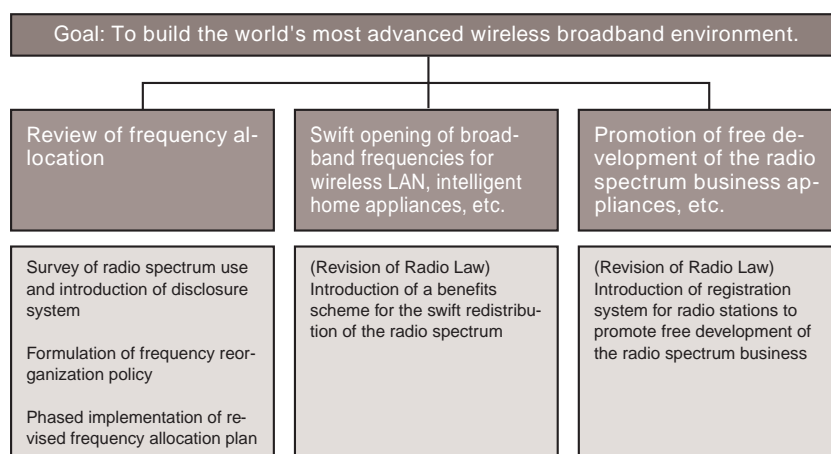 Goal: To build the world's most advanced wireless broadband environment.
Review of frequency al-
location
Swift opening of broad-
band frequencies for
wireless LAN, intelligent
home appliances, etc.
Promotion of free de-
velopment of the radio
spectrum business ap-
pliances, etc.
Survey of radio spectrum use
and introduction of disclosure
system
Formulation of frequency reor-
ganization policy
Phased implementation of re-
vised frequency allocation plan
(Revision of Radio Law)
Introduction of a benefits
scheme for the swift redistribu-
tion of the radio spectrum
(Revision of Radio Law)
Introduction of registration
system for radio stations to
promote free development of
the radio spectrum business